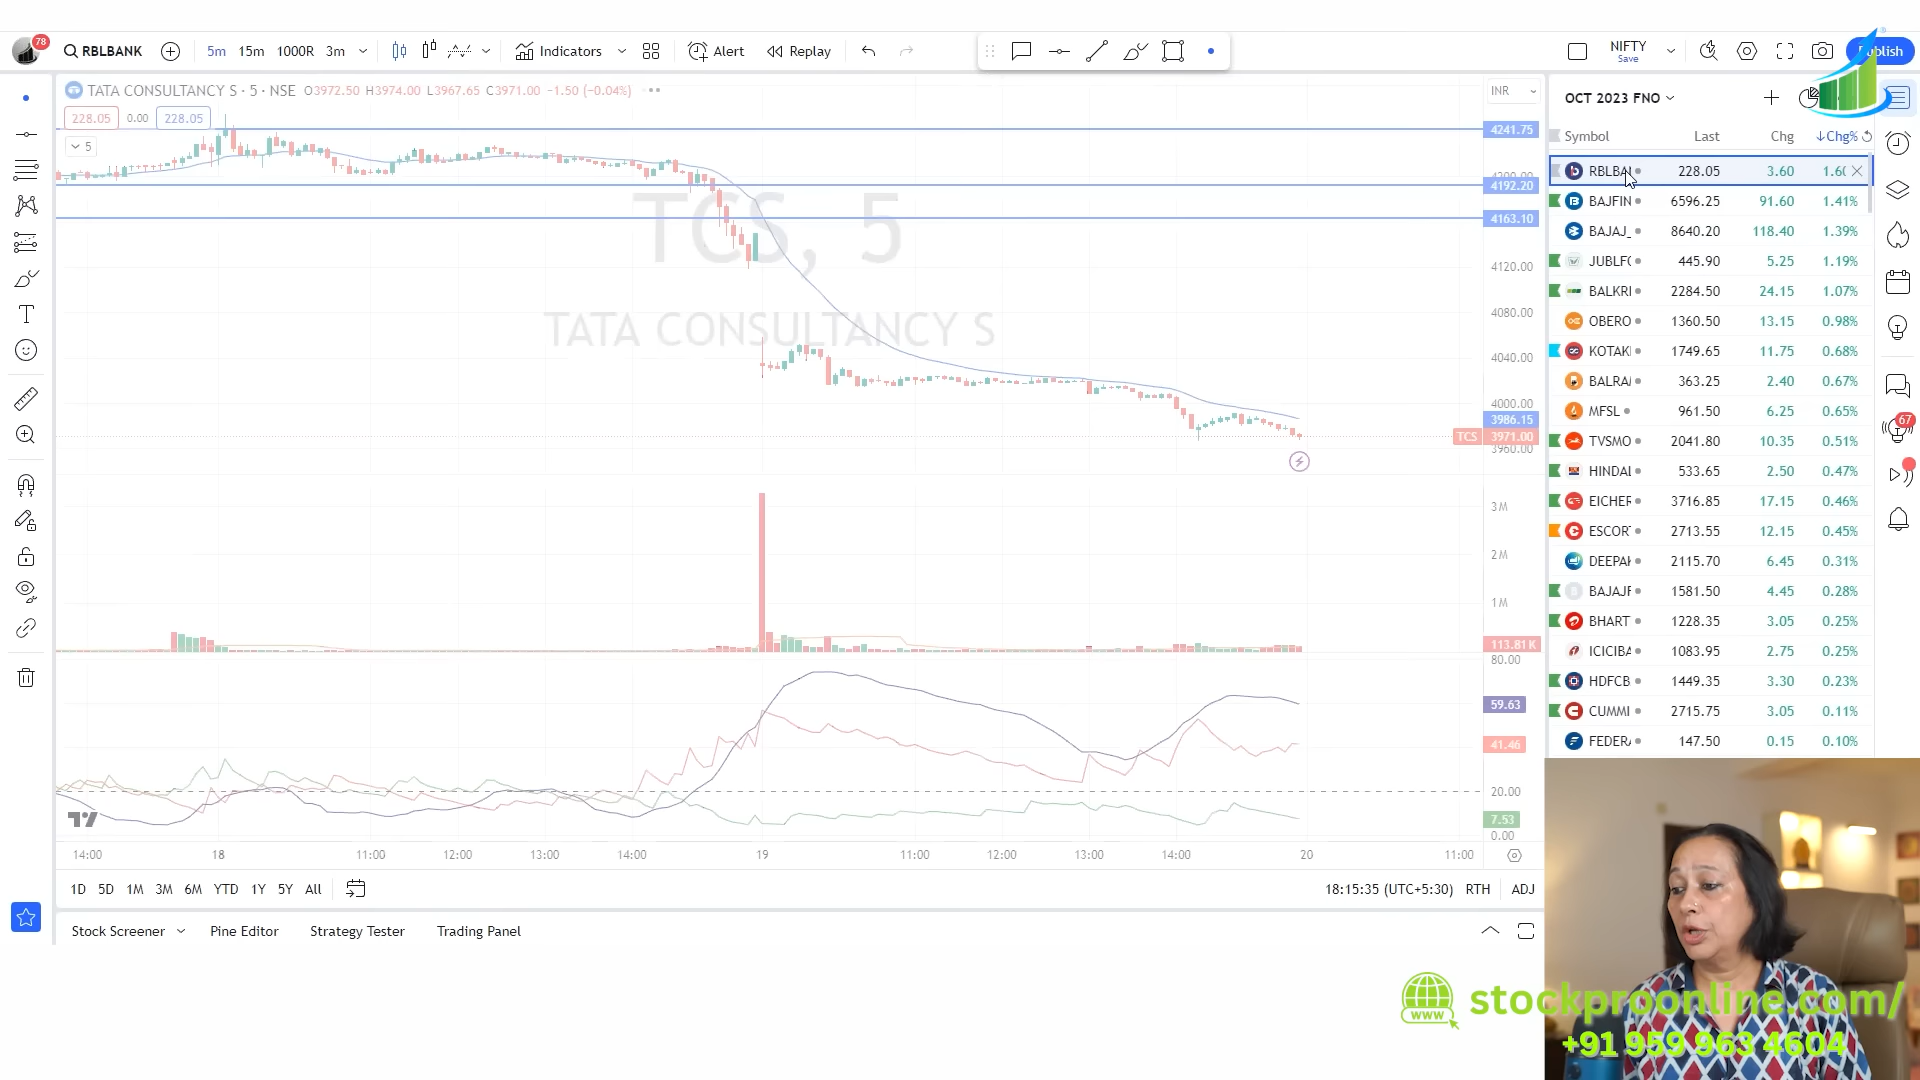 78
RBLBANK
5m 15m 1000R 3m
Indicators
Alert
Replay
NIFTY
Save
TATA CONSULTANCY S · 5 · NSE O3972.50 H3974.00 L3967.65 C3971.00 -1.50 (-0.04%)
228.05 0.00 228.05
5
TCS, 5
TATA CONSULTANCY S
INR
4241.75
4192.20
4163.10
4120.00
4080.00
4040.00
4000.00
3986.15
TCS 3971.00
3960.00
3M
2M
1M
113.81K
80.00
59.63
41.46
20.00
7.53
0.00
14:00 18 11:00 12:00 13:00 14:00 19 11:00 12:00 13:00 14:00 20 11:00
1D 5D 1M 3M 6M YTD 1Y 5Y All
18:15:35 (UTC+5:30) RTH ADJ
Stock Screener Pine Editor Strategy Tester Trading Panel
OCT 2023 FNO
Symbol Last Chg Chg%
228.05 3.60
BAJFIN 6596.25 91.60 1.41%
BAJAJ_ 8640.20 118.40 1.39%
445.90 5.25 1.19%
BALKRI 2284.50 24.15 1.07%
OBERO 1360.50 13.15 0.98%
1749.65 11.75 0.68%
363.25 2.40 0.67%
MFSL 961.50 6.25 0.65%
TVSMO 2041.80 10.35 0.51%
533.65 2.50 0.47%
EICHER 3716.85 17.15 0.46%
2713.55 12.15 0.45%
2115.70 6.45 0.31%
1581.50 4.45 0.28%
BHART 1228.35 3.05 0.25%
1083.95 2.75 0.25%
HDFCB 1449.35 3.30 0.23%
CUMMI 2715.75 3.05 0.11%
147.50 0.15 0.10%
67
www
stockproonline.com/
+91 959 963 4604